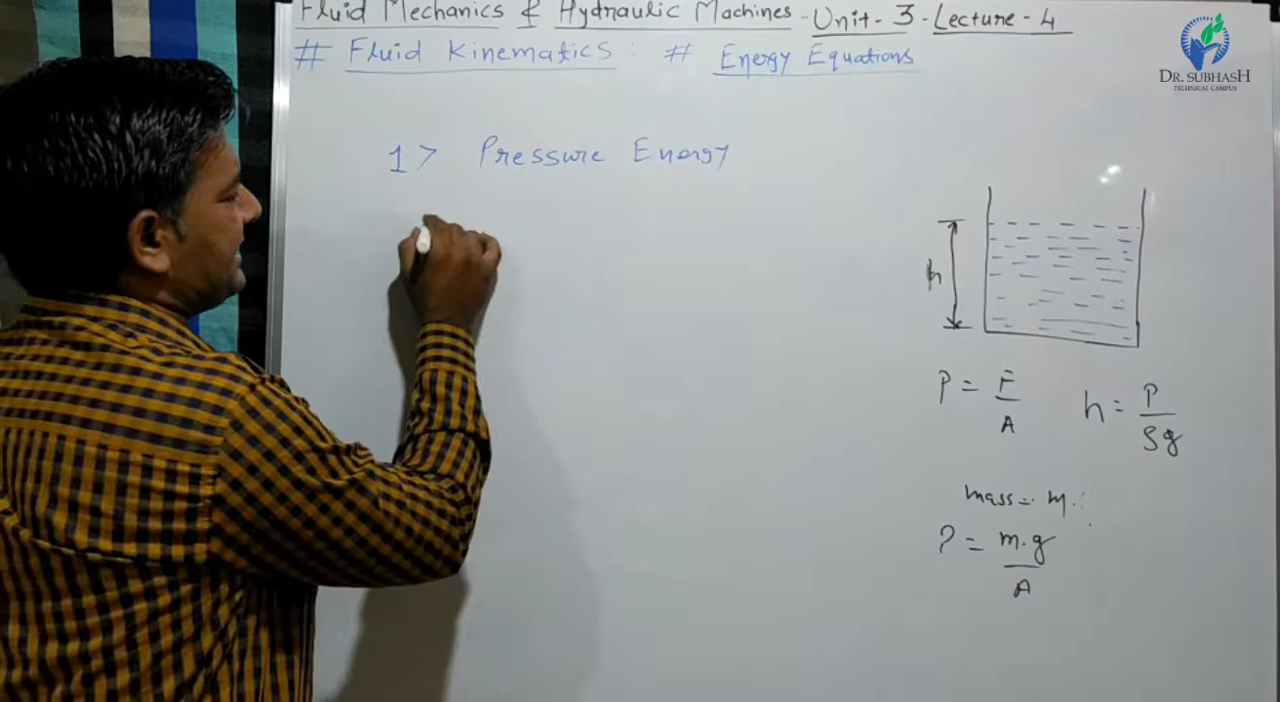 Fluid Mechanics & Hydraulic Machines - Unit - 3 - Lecture - 4
# Fluid Kinematics : # Energy Equations
DR. SUBHASH
TECHNICAL CAMPUS
1> Pressure Energy
h
P = F/A
h = P/ρg
mass = m.
P = m.g/A